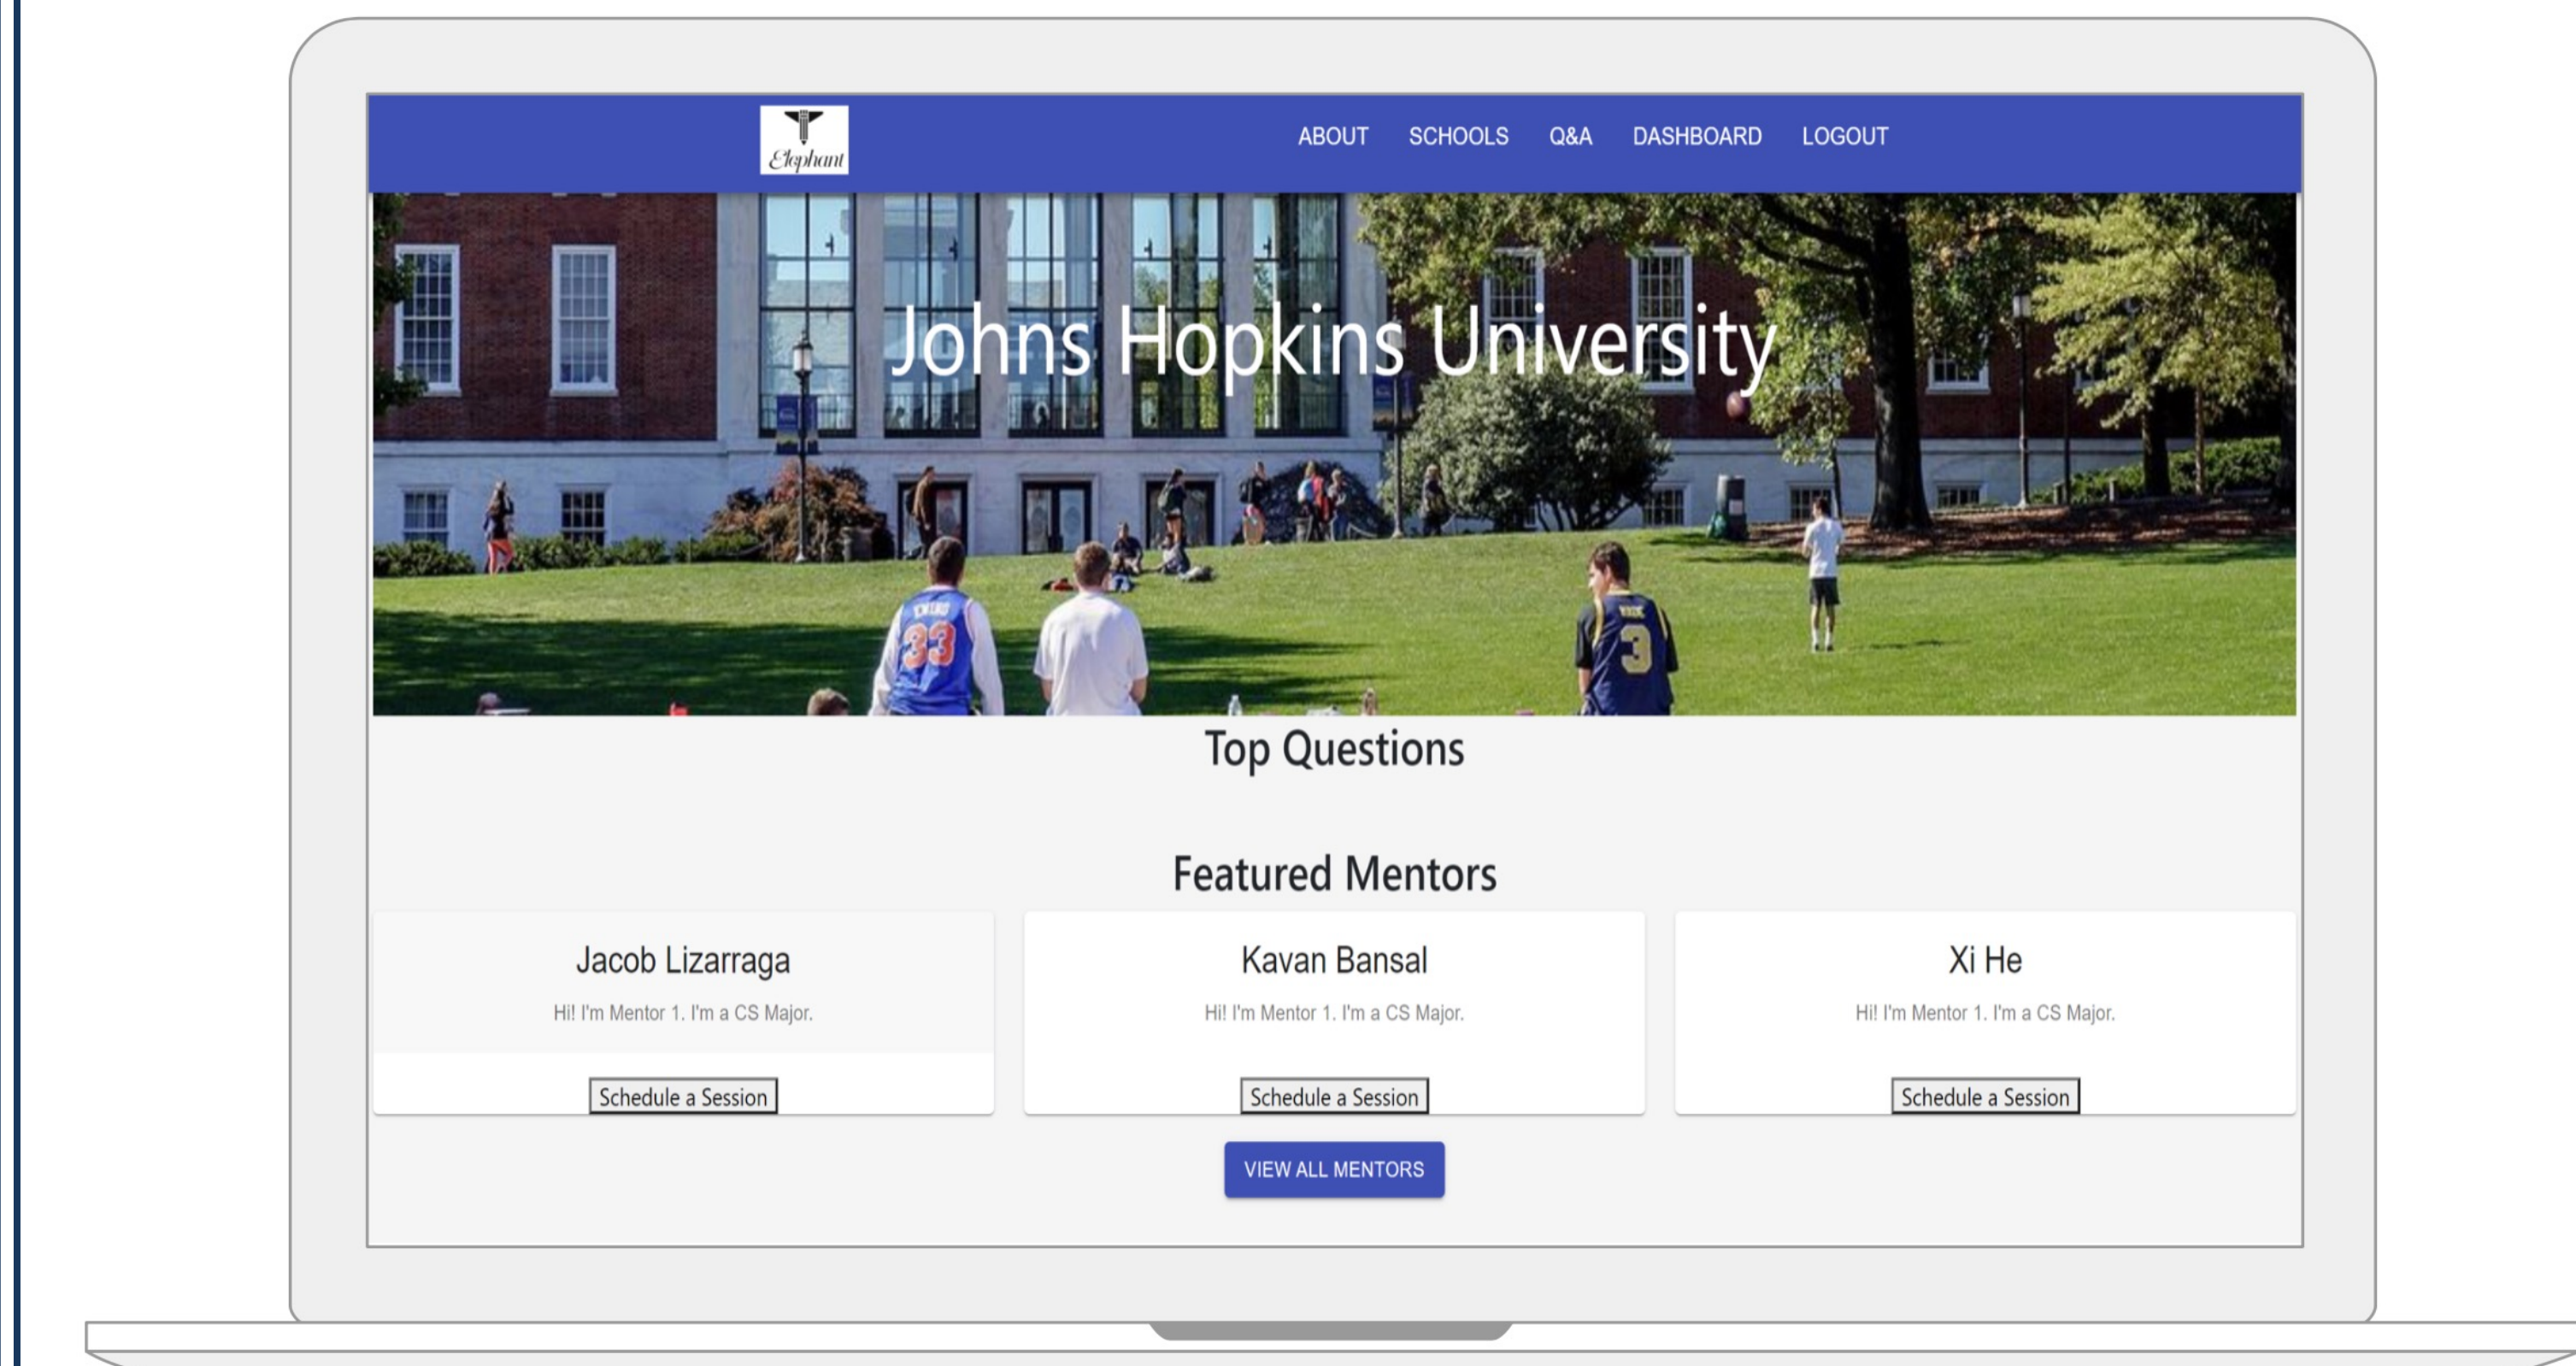 Elephant
ABOUT SCHOOLS Q&A DASHBOARD LOGOUT
Johns Hopkins University
33
3
Top Questions
Featured Mentors
Jacob Lizarraga Kavan Bansal Xi He
Hi! I'm Mentor 1. I'm a CS Major. Hi! I'm Mentor 1. I'm a CS Major. Hi! I'm Mentor 1. I'm a CS Major.
Schedule a Session Schedule a Session Schedule a Session
VIEW ALL MENTORS